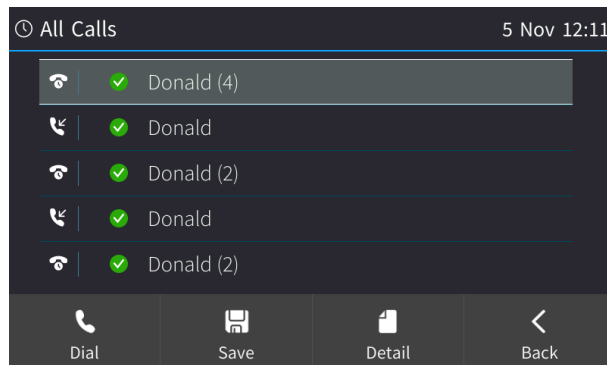 All Calls 5 Nov 12:11
Donald (4)
Donald
Donald (2)
Donald
Donald (2)
Dial Save Detail Back